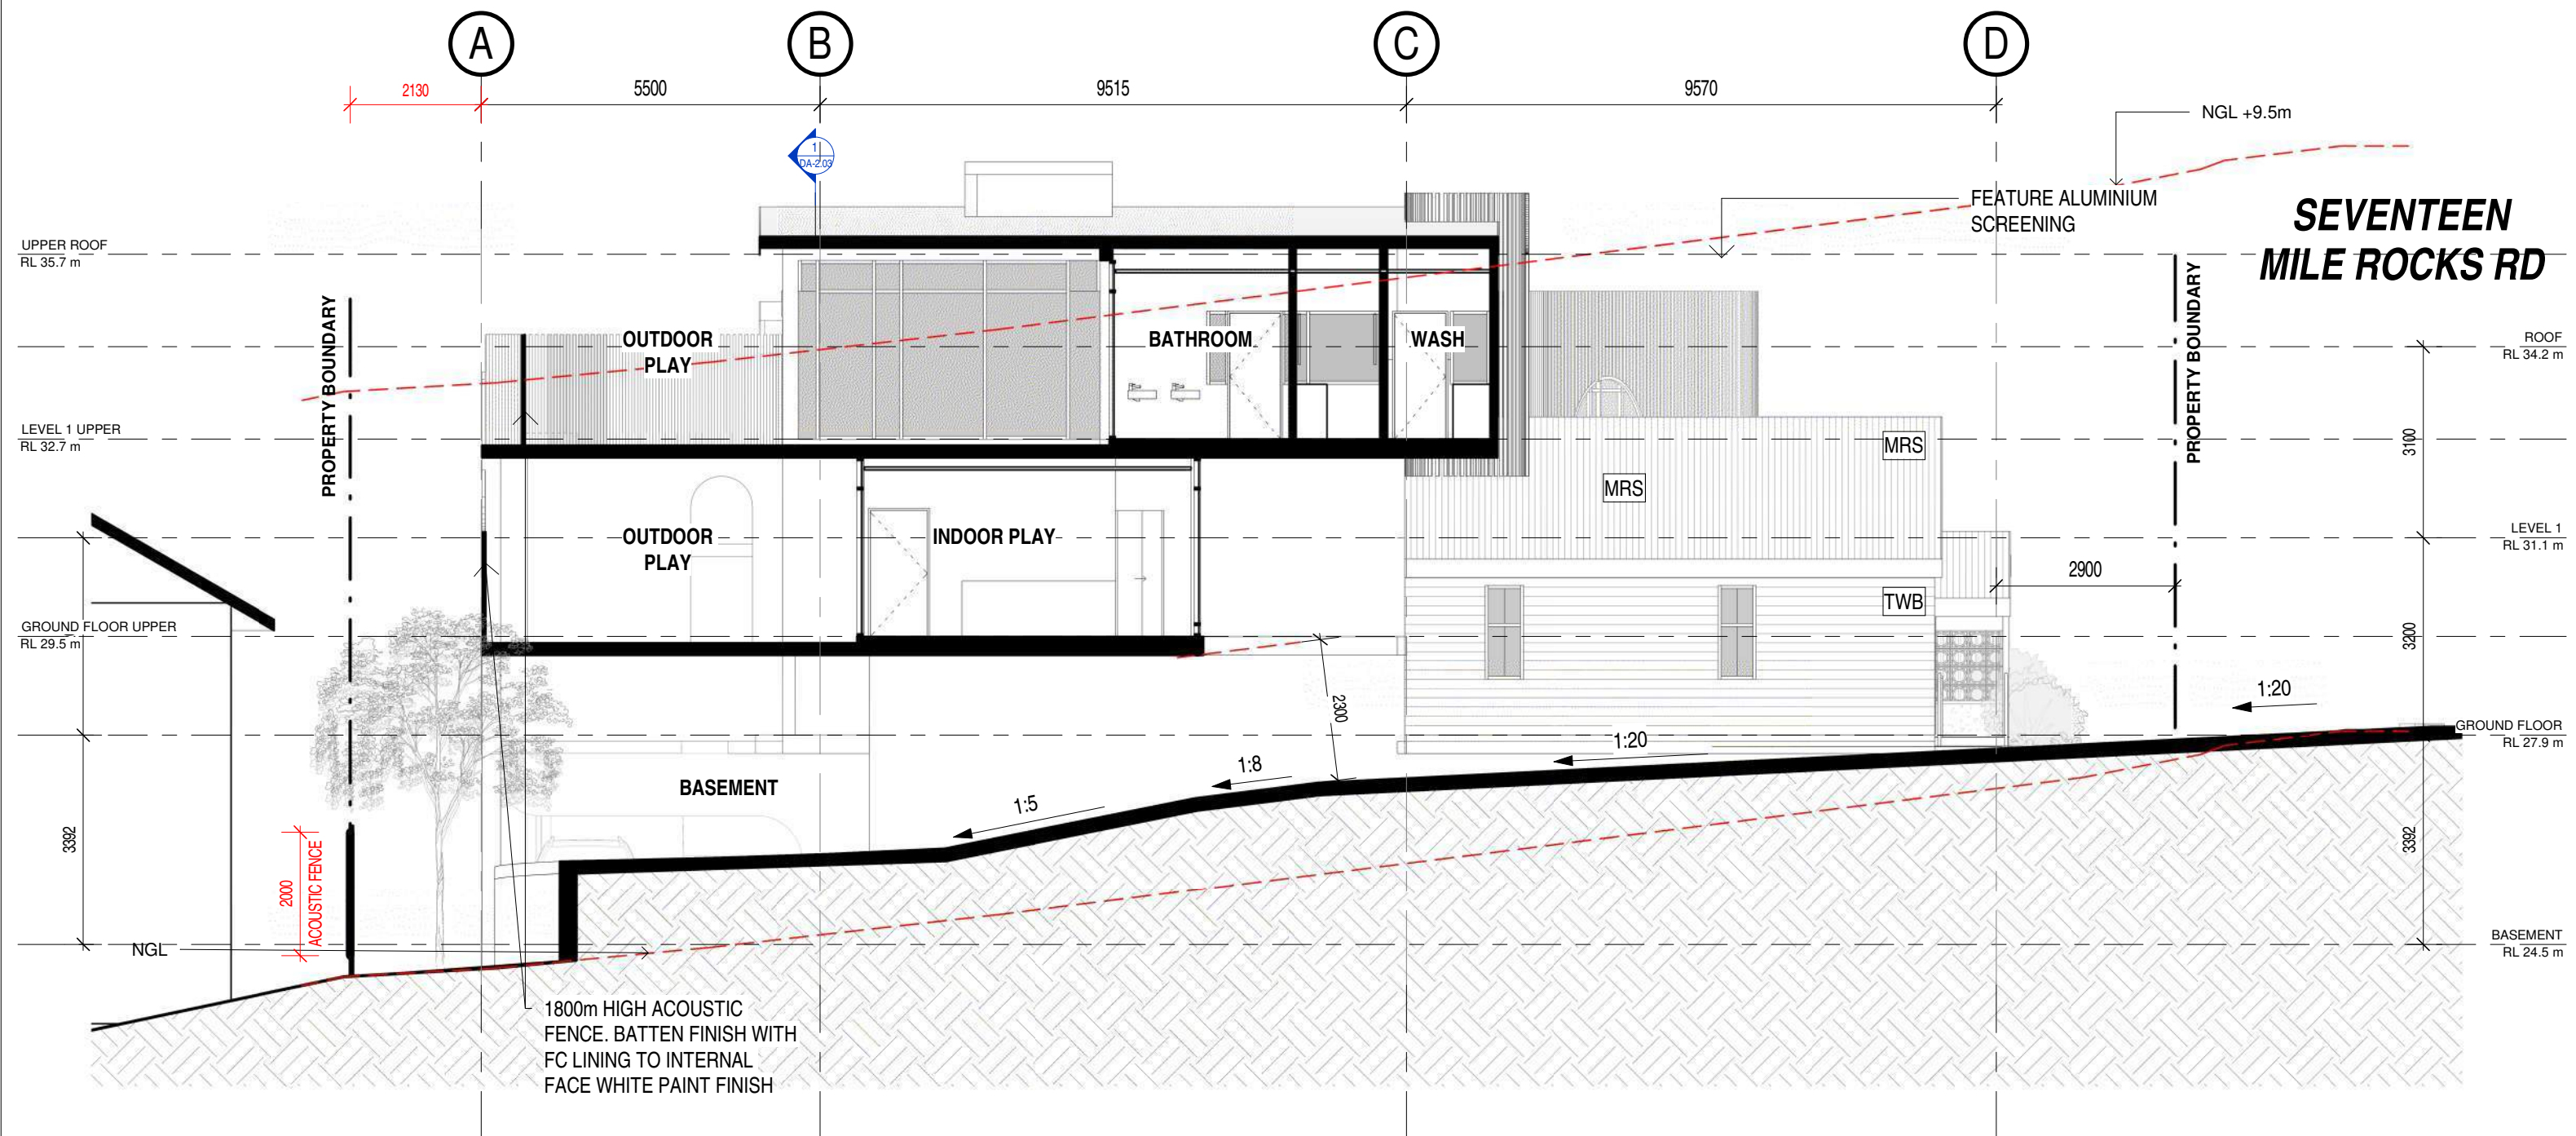 A
B
C
D
2130
5500
9515
9570
NGL +9.5m
1
DA-2.03
FEATURE ALUMINIUM
SCREENING
SEVENTEEN
MILE ROCKS RD
UPPER ROOF
RL 35.7 m
PROPERTY BOUNDARY
PROPERTY BOUNDARY
OUTDOOR
PLAY
BATHROOM
WASH
ROOF
RL 34.2 m
LEVEL 1 UPPER
RL 32.7 m
MRS
3100
MRS
OUTDOOR
PLAY
INDOOR PLAY
LEVEL 1
RL 31.1 m
2900
TWB
GROUND FLOOR UPPER
RL 29.5 m
3200
2300
1:20
GROUND FLOOR
RL 27.9 m
1:20
1:8
BASEMENT
1:5
3392
3392
2000
ACOUSTIC FENCE
NGL
BASEMENT
RL 24.5 m
1800m HIGH ACOUSTIC
FENCE. BATTEN FINISH WITH
FC LINING TO INTERNAL
FACE WHITE PAINT FINISH